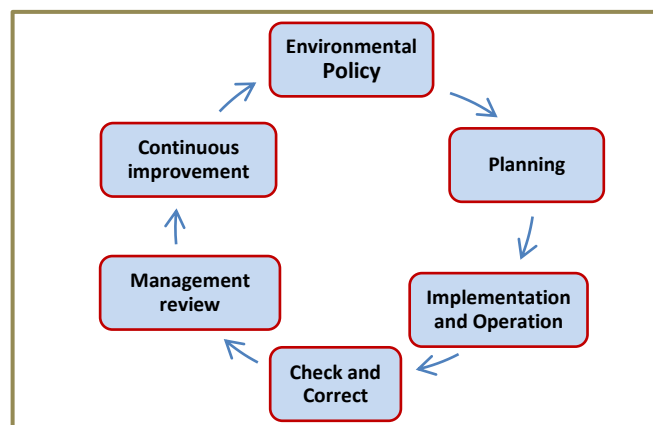 Environmental
Policy
Planning
Implementation
and Operation
Check and
Correct
Management
review
Continuous
improvement